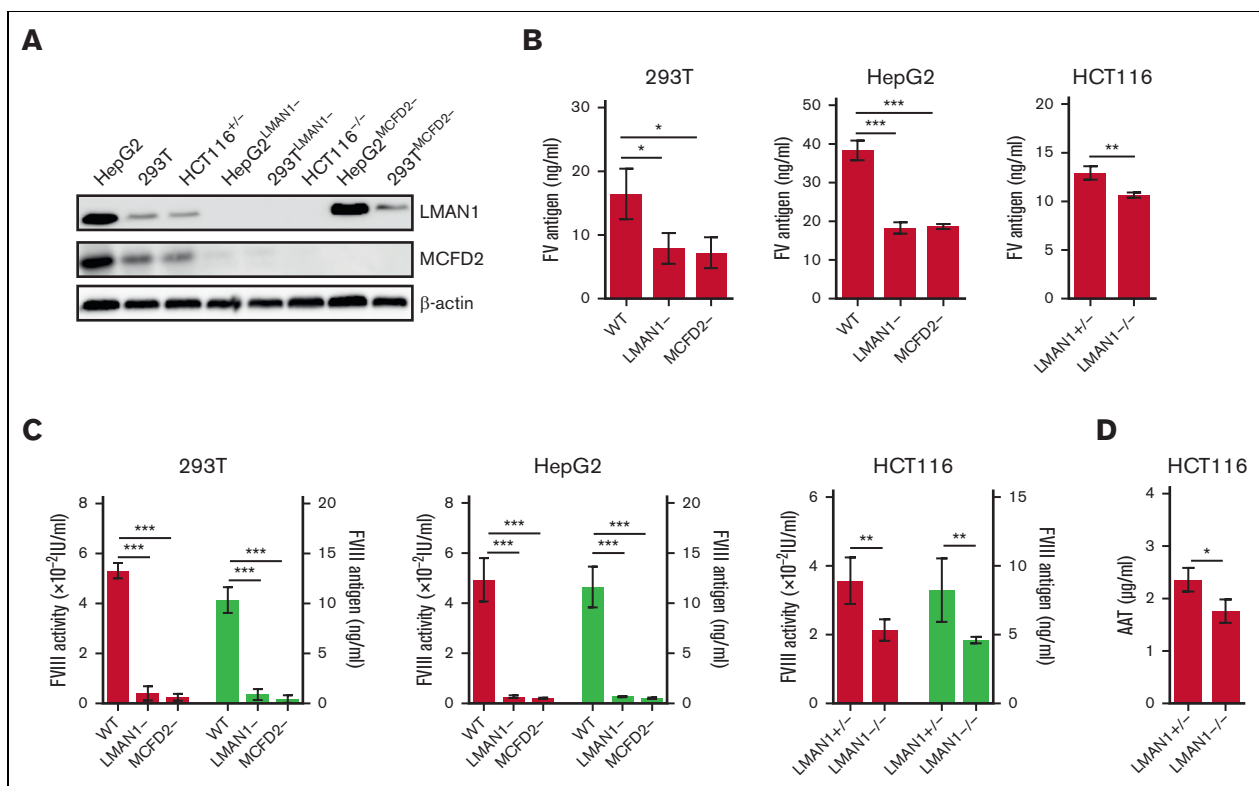 A
HepG2
293T
HCT116+/−
HepG2LMAN1−
293TLMAN1−
HCT116−/−
HepG2MCFD2−
293TMCFD2−
LMAN1
MCFD2
β-actin
B
293T
FV antigen (ng/ml)
30
20
10
0
*
*
WT
LMAN1−
MCFD2−
HepG2
FV antigen (ng/ml)
50
40
30
20
10
0
***
***
WT
LMAN1−
MCFD2−
HCT116
FV antigen (ng/ml)
20
15
10
5
0
**
LMAN1+/−
LMAN1−/−
C
293T
FVIII activity (×10−2IU/ml)
8
6
4
2
0
***
***
***
***
20
15
10
5
0
FVIII antigen (ng/ml)
WT
LMAN1−
MCFD2−
WT
LMAN1−
MCFD2−
HepG2
FVIII activity (×10−2IU/ml)
8
6
4
2
0
***
***
***
***
20
15
10
5
0
FVIII antigen (ng/ml)
WT
LMAN1−
MCFD2−
WT
LMAN1−
MCFD2−
HCT116
FVIII activity (×10−2IU/ml)
6
4
2
0
**
**
15
10
5
0
FVIII antigen (ng/ml)
LMAN1+/−
LMAN1−/−
LMAN1+/−
LMAN1−/−
D
HCT116
AAT (µg/ml)
4
3
2
1
0
*
LMAN1+/−
LMAN1−/−